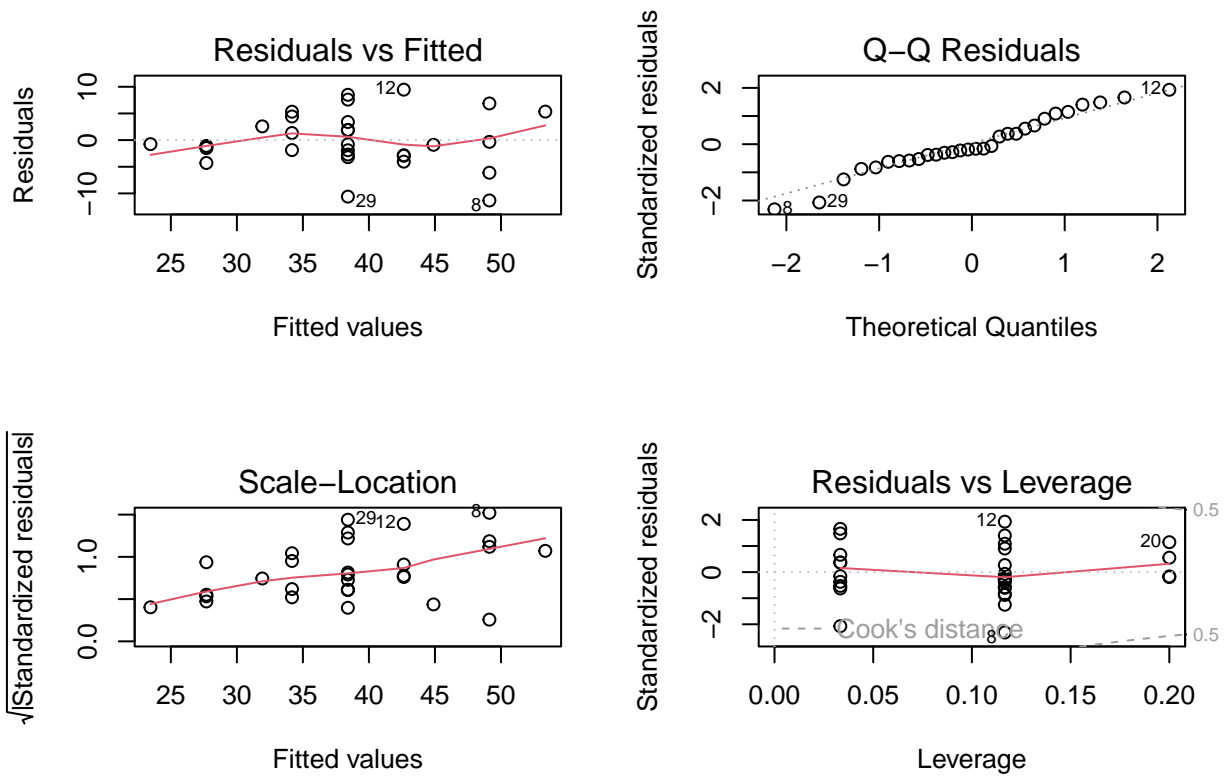 Residuals vs Fitted
Residuals
10
0
−10
12
29
8
25 30 35 40 45 50
Fitted values
Q−Q Residuals
Standardized residuals
2
0
−2
12
8
29
−2 −1 0 1 2
Theoretical Quantiles
Scale−Location
√|Standardized residuals|
1.0
0.0
29
12
8
25 30 35 40 45 50
Fitted values
Residuals vs Leverage
Standardized residuals
2
0
−2
12
20
8
0.5
0.5
Cook's distance
0.00 0.05 0.10 0.15 0.20
Leverage